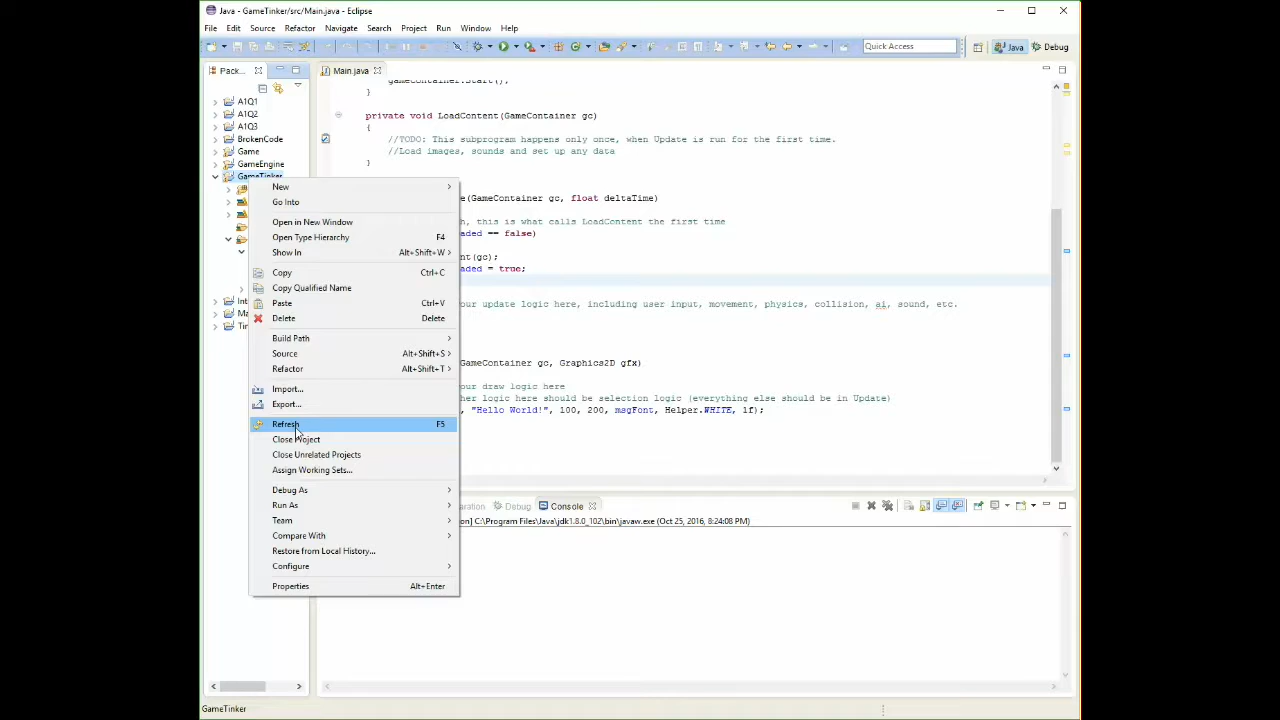 Java - GameTinker/src/Main.java - Eclipse
File Edit Source Refactor Navigate Search Project Run Window Help
Quick Access Java Debug
Pack... Main.java
gameContainer.Start();
}
A1Q1
private void LoadContent(GameContainer gc)
A1Q2
{
A1Q3
BrokenCode //TODO: This subprogram happens only once, when Update is run for the first time.
Game //Load images, sounds and set up any data
GameEngine }
GameTinker
New
(GameContainer gc, float deltaTime)
Go Into
Open in New Window , this is what calls LoadContent the first time
Open Type Hierarchy F4 == false)
Show In Alt+Shift+W
(gc);
Copy Ctrl+C = true;
Copy Qualified Name
Paste Ctrl+V your update logic here, including user input, movement, physics, collision, ai, sound, etc.
Delete Delete
Build Path
Source Alt+Shift+S
Refactor Alt+Shift+T GameContainer gc, Graphics2D gfx)
Import... your draw logic here
Export... logic here should be selection logic (everything else should be in Update)
, "Hello World!", 100, 200, msgFont, Helper.WHITE, 1f);
Refresh F5
Close Project
Close Unrelated Projects
Assign Working Sets...
Debug As
Run As Debug Console
Team C:\Program Files\Java\jdk1.8.0_102\bin\javaw.exe (Oct 25, 2016, 8:24:08 PM)
Compare With
Restore from Local History...
Configure
Properties Alt+Enter
GameTinker